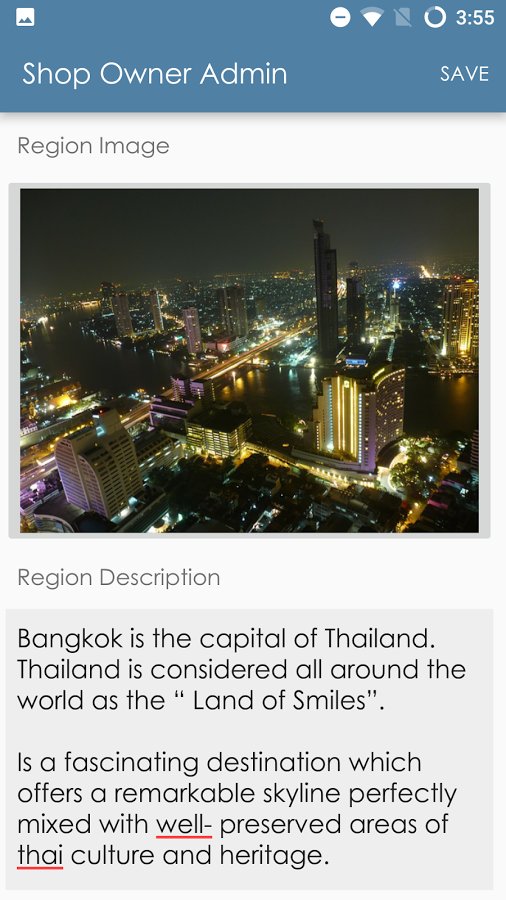 3:55
Shop Owner Admin SAVE
Region Image
Region Description
Bangkok is the capital of Thailand.
Thailand is considered all around the
world as the “ Land of Smiles”.
Is a fascinating destination which
offers a remarkable skyline perfectly
mixed with well- preserved areas of
thai culture and heritage.